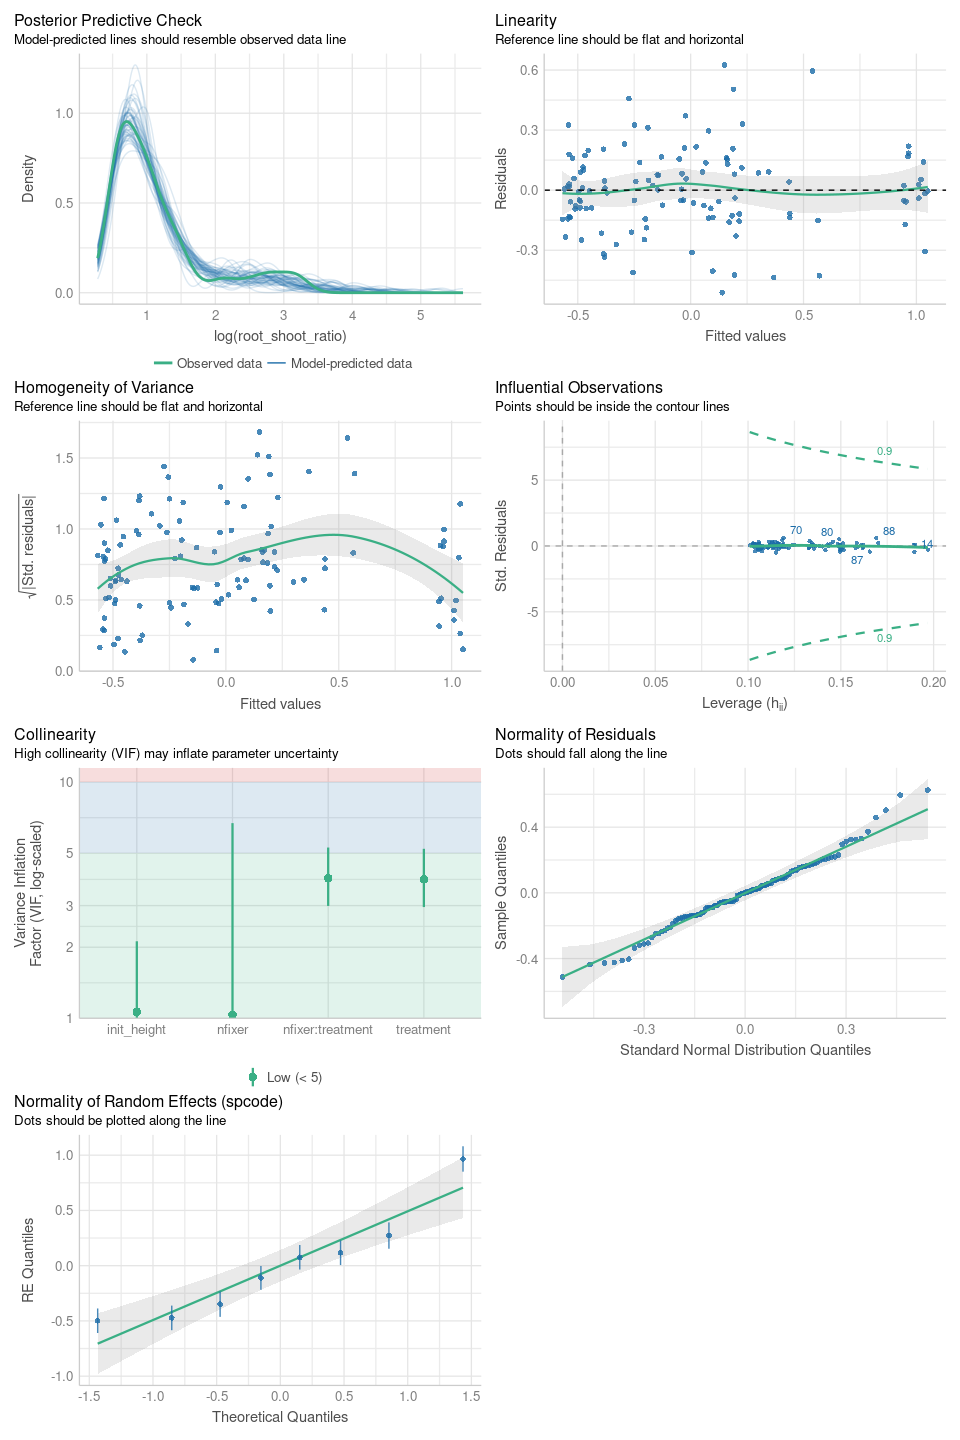 Posterior Predictive Check
Model-predicted lines should resemble observed data line
Density
1.0
0.5
0.0
1
2
3
4
5
log(root_shoot_ratio)
Observed data
Model-predicted data
Linearity
Reference line should be flat and horizontal
Residuals
0.6
0.3
0.0
-0.3
-0.5
0.0
0.5
1.0
Fitted values
Homogeneity of Variance
Reference line should be flat and horizontal
√|Std. residuals|
1.5
1.0
0.5
0.0
-0.5
0.0
0.5
1.0
Fitted values
Influential Observations
Points should be inside the contour lines
Std. Residuals
5
0
-5
0.9
70
80
88
14
87
0.9
0.00
0.05
0.10
0.15
0.20
Leverage (hii)
Collinearity
High collinearity (VIF) may inflate parameter uncertainty
Variance Inflation
Factor (VIF, log-scaled)
10
5
3
2
1
init_height
nfixer
nfixer:treatment
treatment
Low (< 5)
Normality of Residuals
Dots should fall along the line
Sample Quantiles
0.4
0.0
-0.4
-0.3
0.0
0.3
Standard Normal Distribution Quantiles
Normality of Random Effects (spcode)
Dots should be plotted along the line
RE Quantiles
1.0
0.5
0.0
-0.5
-1.0
-1.5
-1.0
-0.5
0.0
0.5
1.0
1.5
Theoretical Quantiles